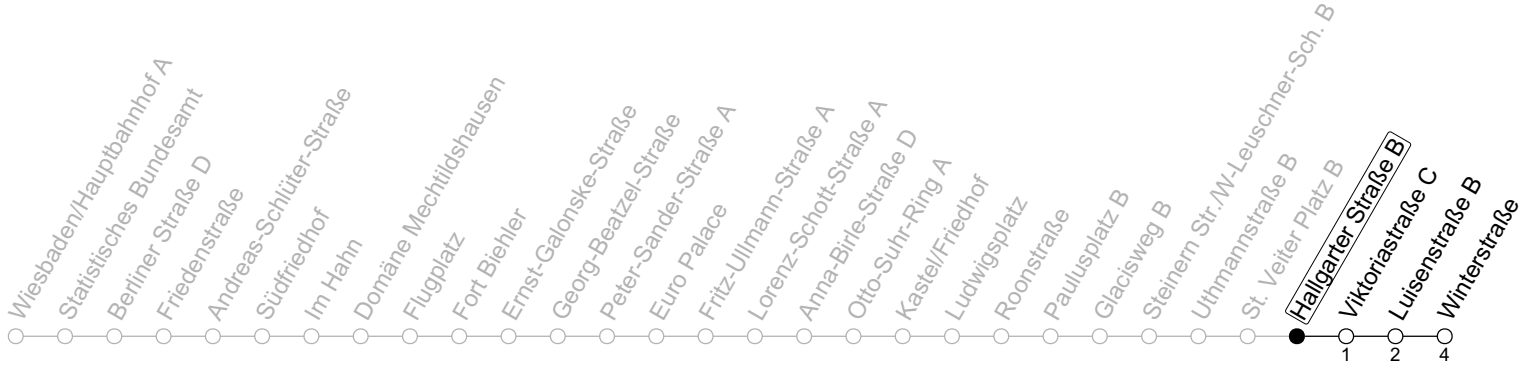 Wiesbaden/Hauptbahnhof A
Statistisches Bundesamt
Berliner Straße D
Friedenstraße
Andreas-Schlüter-Straße
Südfriedhof
Im Hahn
Domäne Mechtildshausen
Flugplatz
Fort Biehler
Ernst-Galonske-Straße
Georg-Beatzel-Straße
Peter-Sander-Straße A
Euro Palace
Fritz-Ullmann-Straße A
Lorenz-Schott-Straße A
Anna-Birle-Straße D
Otto-Suhr-Ring A
Kastel/Friedhof
Ludwigsplatz
Roonstraße
Paulusplatz B
Glacisweg B
Steinern Str./W-Leuschner-Sch. B
Uthmannstraße B
St. Veiter Platz B
Hallgarter Straße B
Viktoriastraße C
Luisenstraße B
Winterstraße
1
2
4